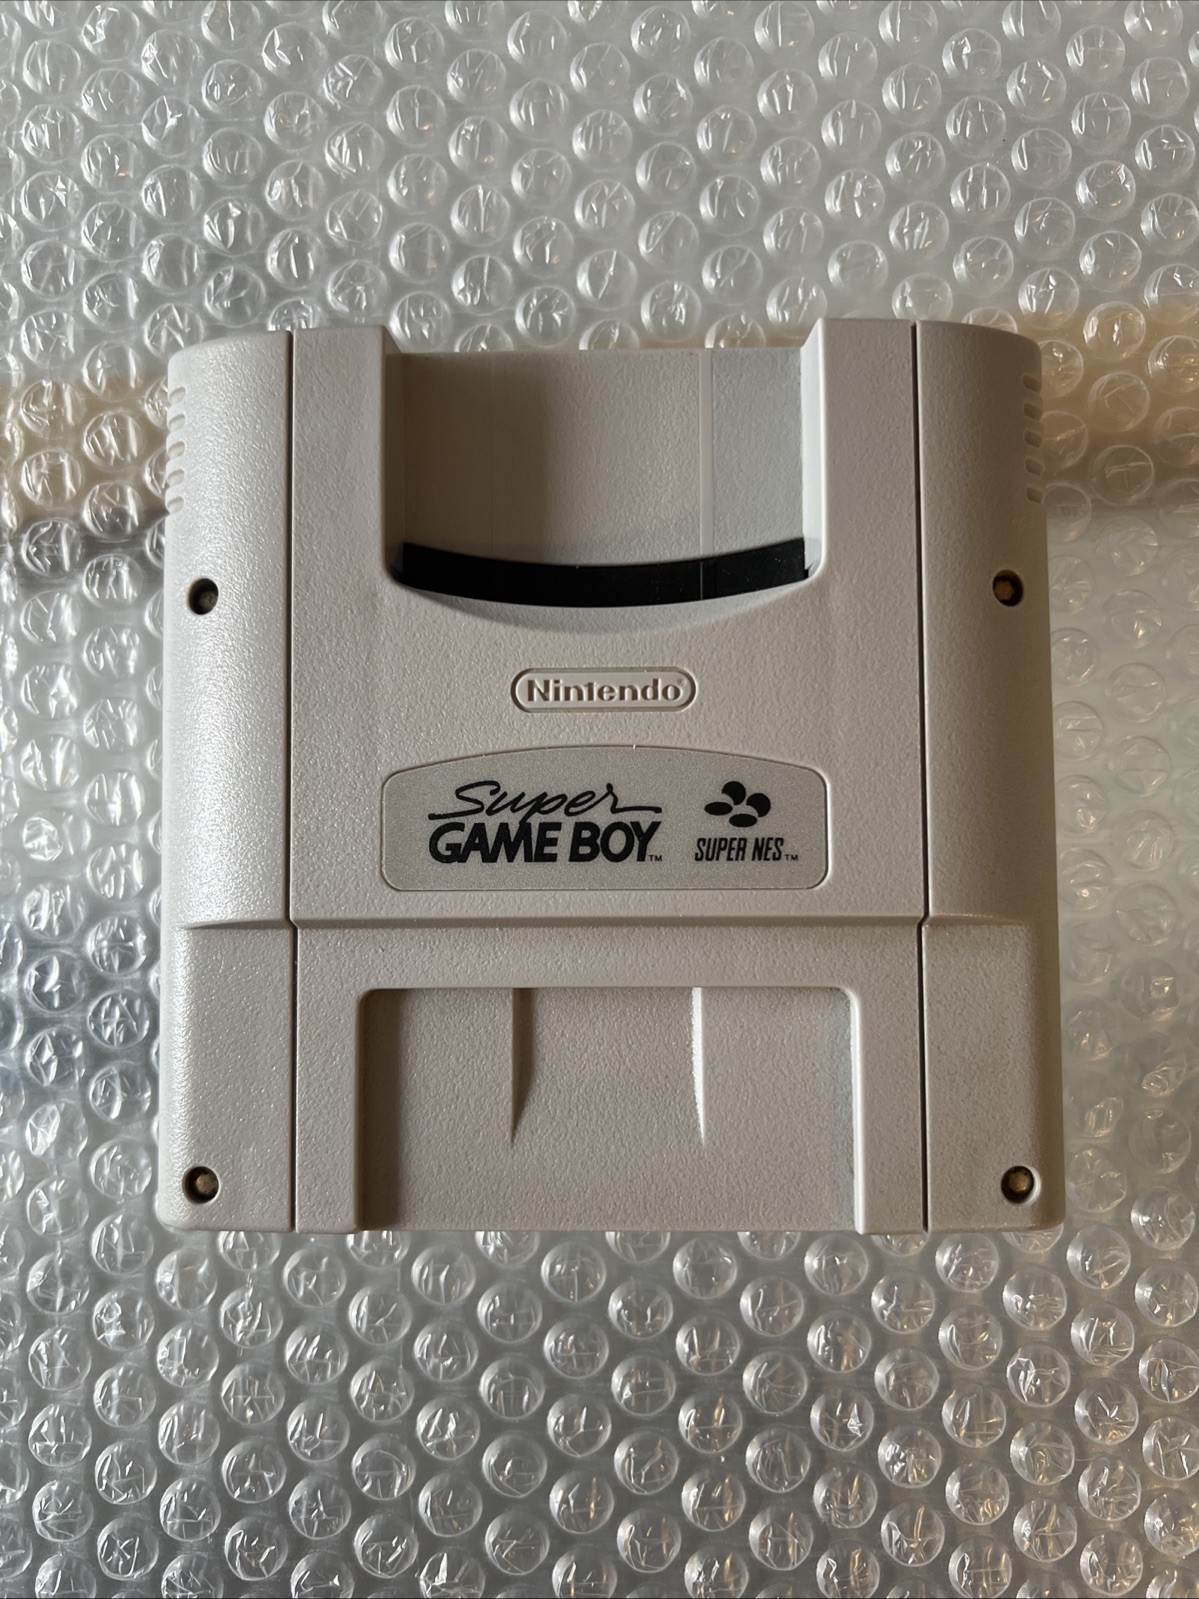 Nintendo®
Super
GAME BOY™
SUPER NES™